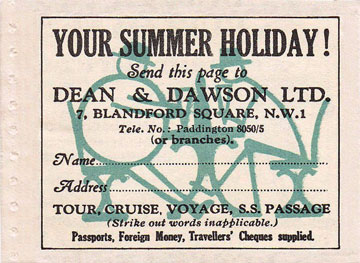 YOUR SUMMER HOLIDAY!
Send this page to
DEAN & DAWSON LTD.
7, BLANDFORD SQUARE, N.W.1
Tele. No.: Paddington 8050/5
(or branches).
Name
Address
TOUR, CRUISE, VOYAGE, S.S. PASSAGE
(Strike out words inapplicable.)
Passports, Foreign Money, Travellers' Cheques supplied.